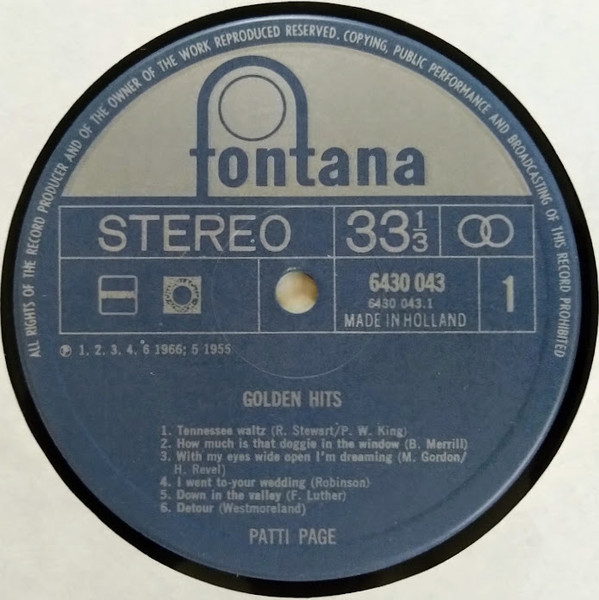 ALL RIGHTS OF THE RECORD PRODUCER AND OF THE OWNER OF THE WORK REPRODUCED RESERVED. COPYING, PUBLIC PERFORMANCE AND BROADCASTING OF THIS RECORD PROHIBITED
fontana
STEREO 33⅓
6430 043
6430 043.1
MADE IN HOLLAND
1
℗ 1. 2. 3. 4. 6 1966; 5 1955
GOLDEN HITS
1. Tennessee waltz (R. Stewart/P. W. King)
2. How much is that doggie in the window (B. Merrill)
3. With my eyes wide open I'm dreaming (M. Gordon/
H. Revel)
4. I went to-your wedding (Robinson)
5. Down in the valley (F. Luther)
6. Detour (Westmoreland)
PATTI PAGE